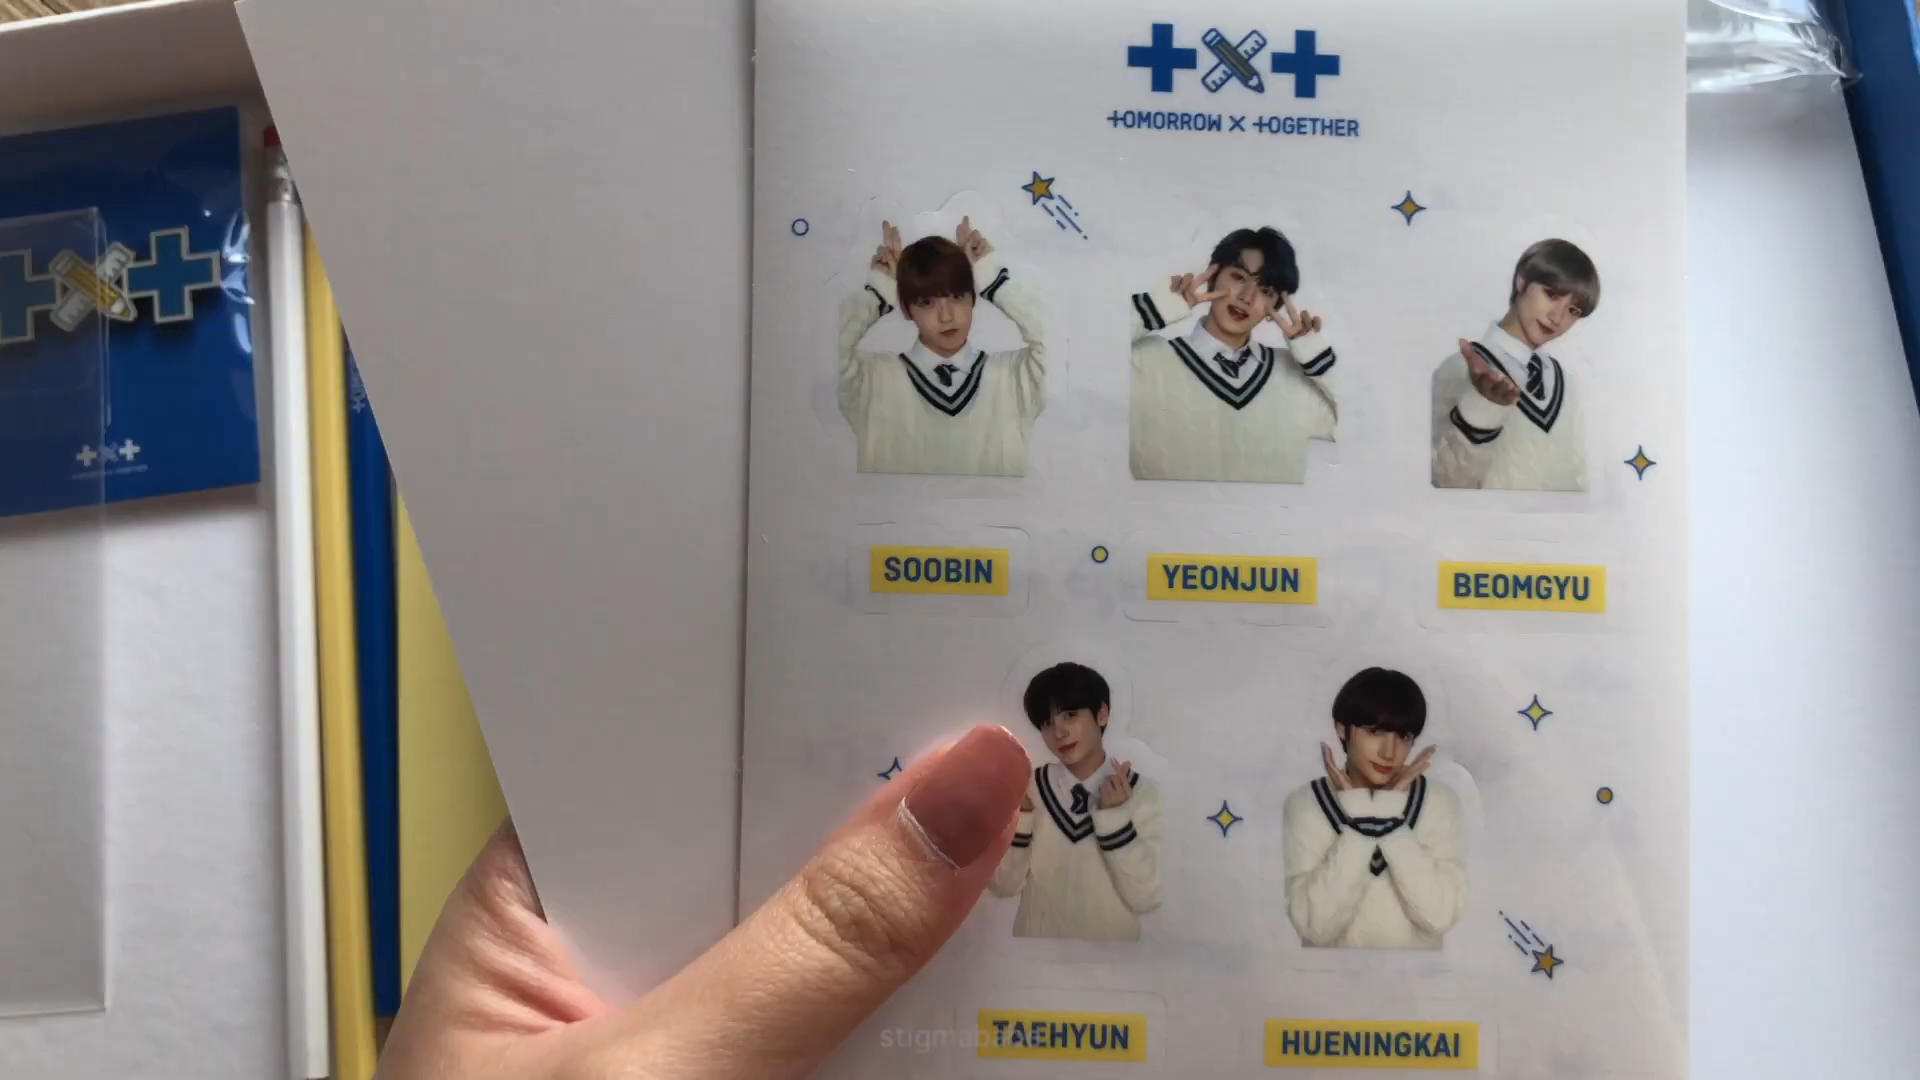 TOMORROW X TOGETHER
SOOBIN
YEONJUN
BEOMGYU
TAEHYUN
HUENINGKAI